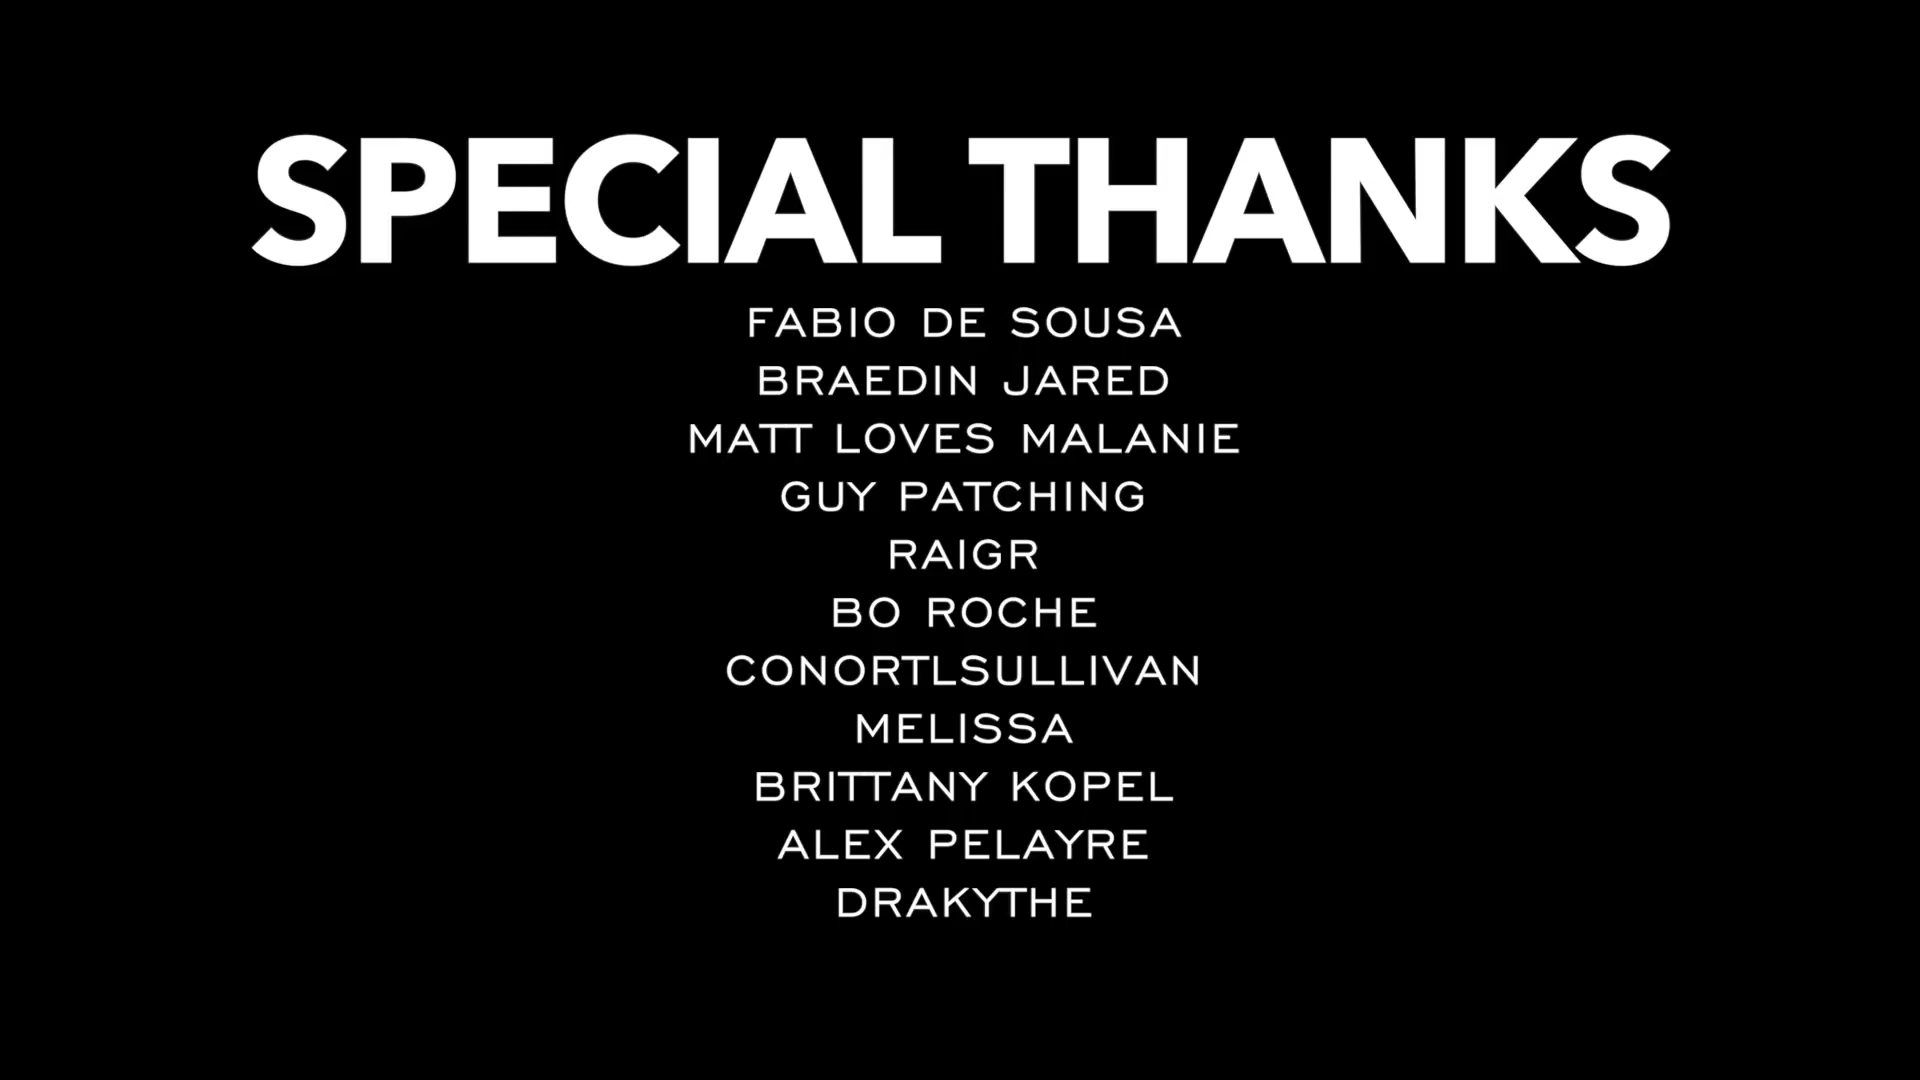 SPECIAL THANKS
FABIO DE SOUSA
BRAEDIN JARED
MATT LOVES MALANIE
GUY PATCHING
RAIGR
BO ROCHE
CONORTLSULLIVAN
MELISSA
BRITTANY KOPEL
ALEX PELAYRE
DRAKYTHE